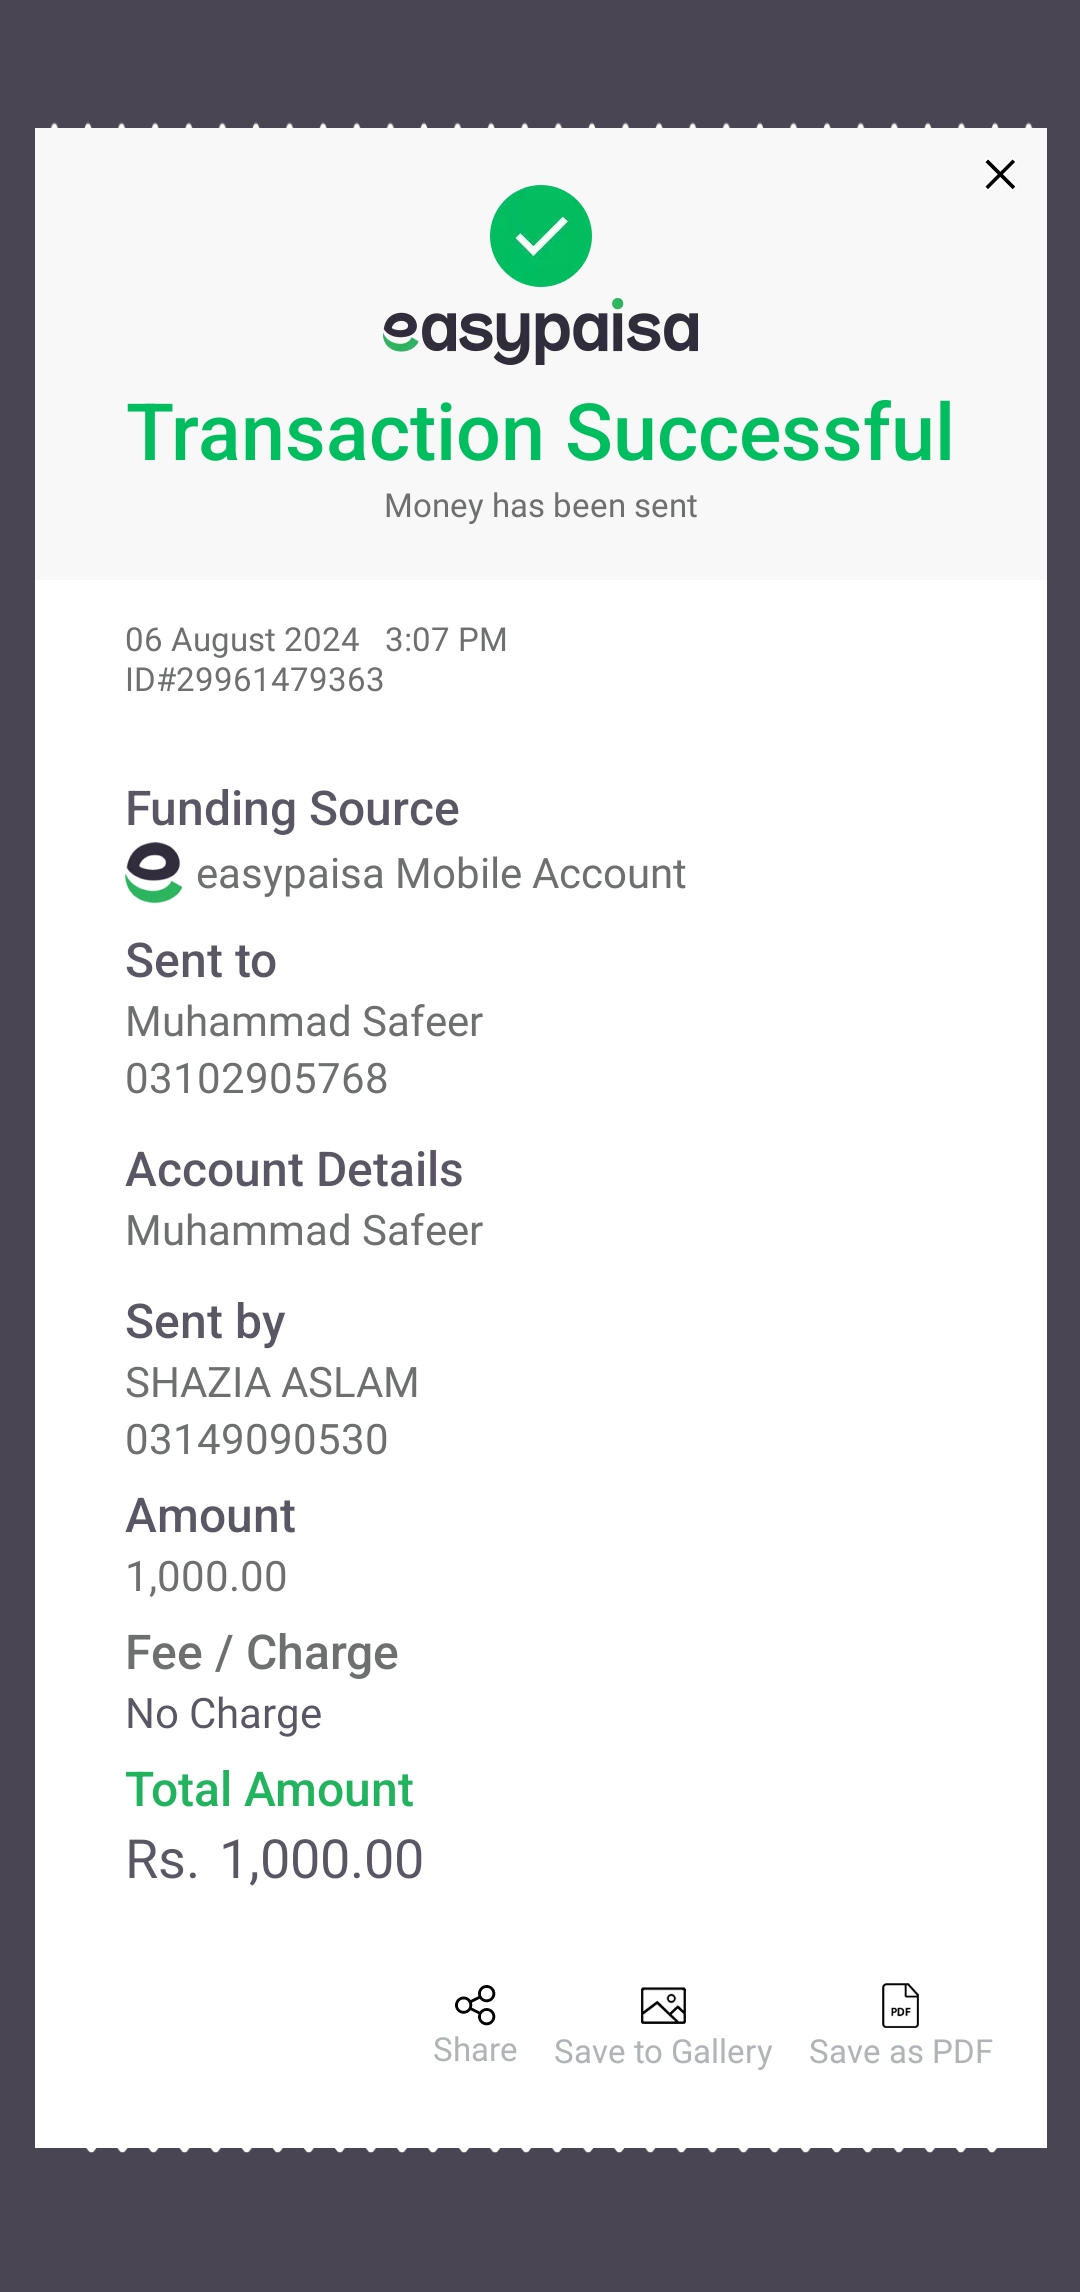 easypaisa
Transaction Successful
Money has been sent
06 August 2024 3:07 PM
ID#29961479363
Funding Source
easypaisa Mobile Account
Sent to
Muhammad Safeer
03102905768
Account Details
Muhammad Safeer
Sent by
SHAZIA ASLAM
03149090530
Amount
1,000.00
Fee / Charge
No Charge
Total Amount
Rs. 1,000.00
PDF
Share Save to Gallery Save as PDF